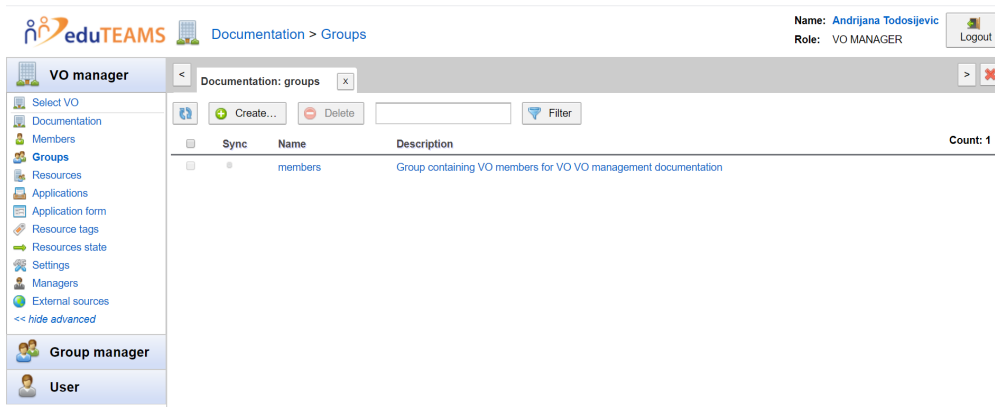 eduTEAMS
Documentation > Groups
Name: Andrijana Todosijevic
Role: VO MANAGER
Logout
VO manager
< Documentation: groups x >
Select VO
Documentation
Members
Groups
Resources
Applications
Application form
Resource tags
Resources state
Settings
Managers
External sources
<< hide advanced
Group manager
User
Create... Delete Filter
Sync Name Description Count: 1
members Group containing VO members for VO VO management documentation